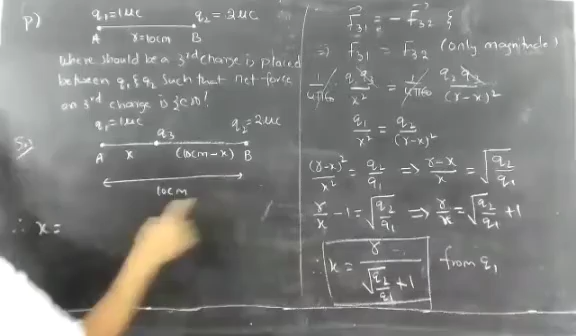 P)
q₁=1μc q₂=2μc
A r=10cm B
where should be a 3rd charge is placed
between q₁ & q₂ such that net-force
on 3rd charge is zero!
S)
q₁=1μc q₃ q₂=2μc
A x (10cm-x) B
10cm
∴ x=
F₃₁ = -F₃₂ }
⇒ F₃₁ = F₃₂ (only magnitude)
1/4πε₀ q₁q₃/x² = 1/4πε₀ q₂q₃/(r-x)²
q₁/x² = q₂/(r-x)²
(r-x)²/x² = q₂/q₁ ⇒ r-x/x = √q₂/q₁
r/x - 1 = √q₂/q₁ ⇒ r/x = √q₂/q₁ + 1
∴ x = r/√q₂/q₁ + 1 from q₁